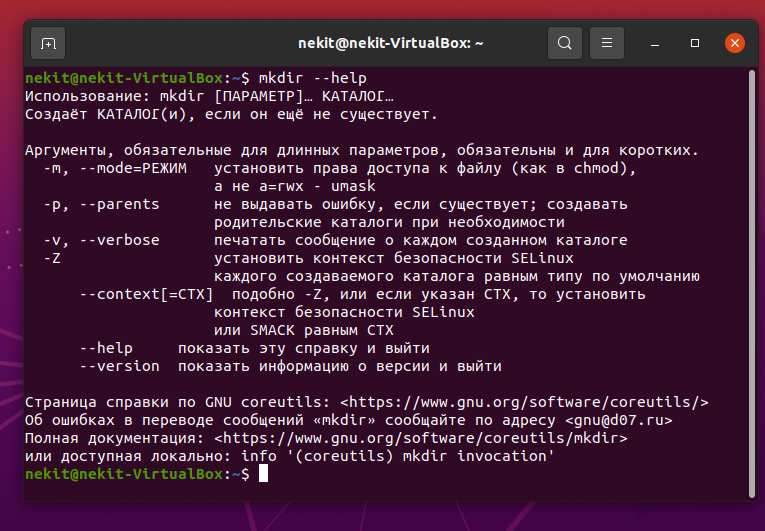 nekit@nekit-VirtualBox: ~
nekit@nekit-VirtualBox:~$ mkdir --help
Использование: mkdir [ПАРАМЕТР]… КАТАЛОГ…
Создаёт КАТАЛОГ(и), если он ещё не существует.
Аргументы, обязательные для длинных параметров, обязательны и для коротких.
-m, --mode=РЕЖИМ   установить права доступа к файлу (как в chmod),
а не a=rwx - umask
-p, --parents      не выдавать ошибку, если существует; создавать
родительские каталоги при необходимости
-v, --verbose      печатать сообщение о каждом созданном каталоге
-Z                 установить контекст безопасности SELinux
каждого создаваемого каталога равным типу по умолчанию
--context[=CTX]  подобно -Z, или если указан CTX, то установить
контекст безопасности SELinux
или SMACK равным CTX
--help     показать эту справку и выйти
--version  показать информацию о версии и выйти
Страница справки по GNU coreutils: <https://www.gnu.org/software/coreutils/>
Об ошибках в переводе сообщений «mkdir» сообщайте по адресу <gnu@d07.ru>
Полная документация: <https://www.gnu.org/software/coreutils/mkdir>
или доступная локально: info '(coreutils) mkdir invocation'
nekit@nekit-VirtualBox:~$